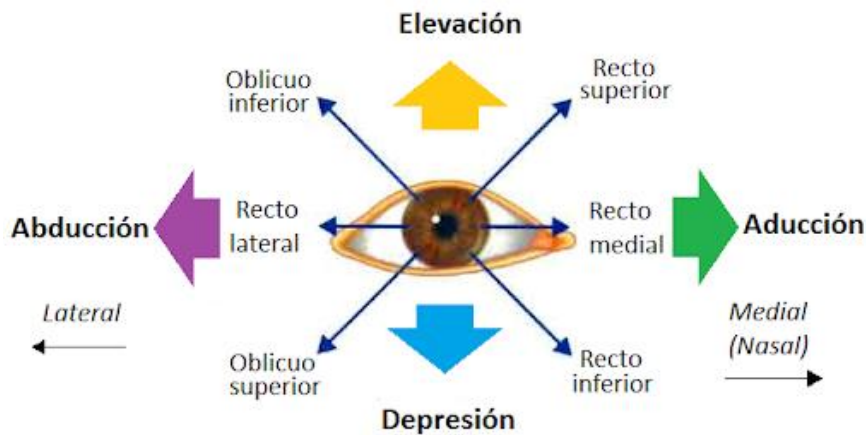 Elevación
Oblicuo
inferior
Recto
superior
Abducción
Recto
lateral
Recto
medial
Aducción
Lateral
Medial
(Nasal)
Oblicuo
superior
Recto
inferior
Depresión